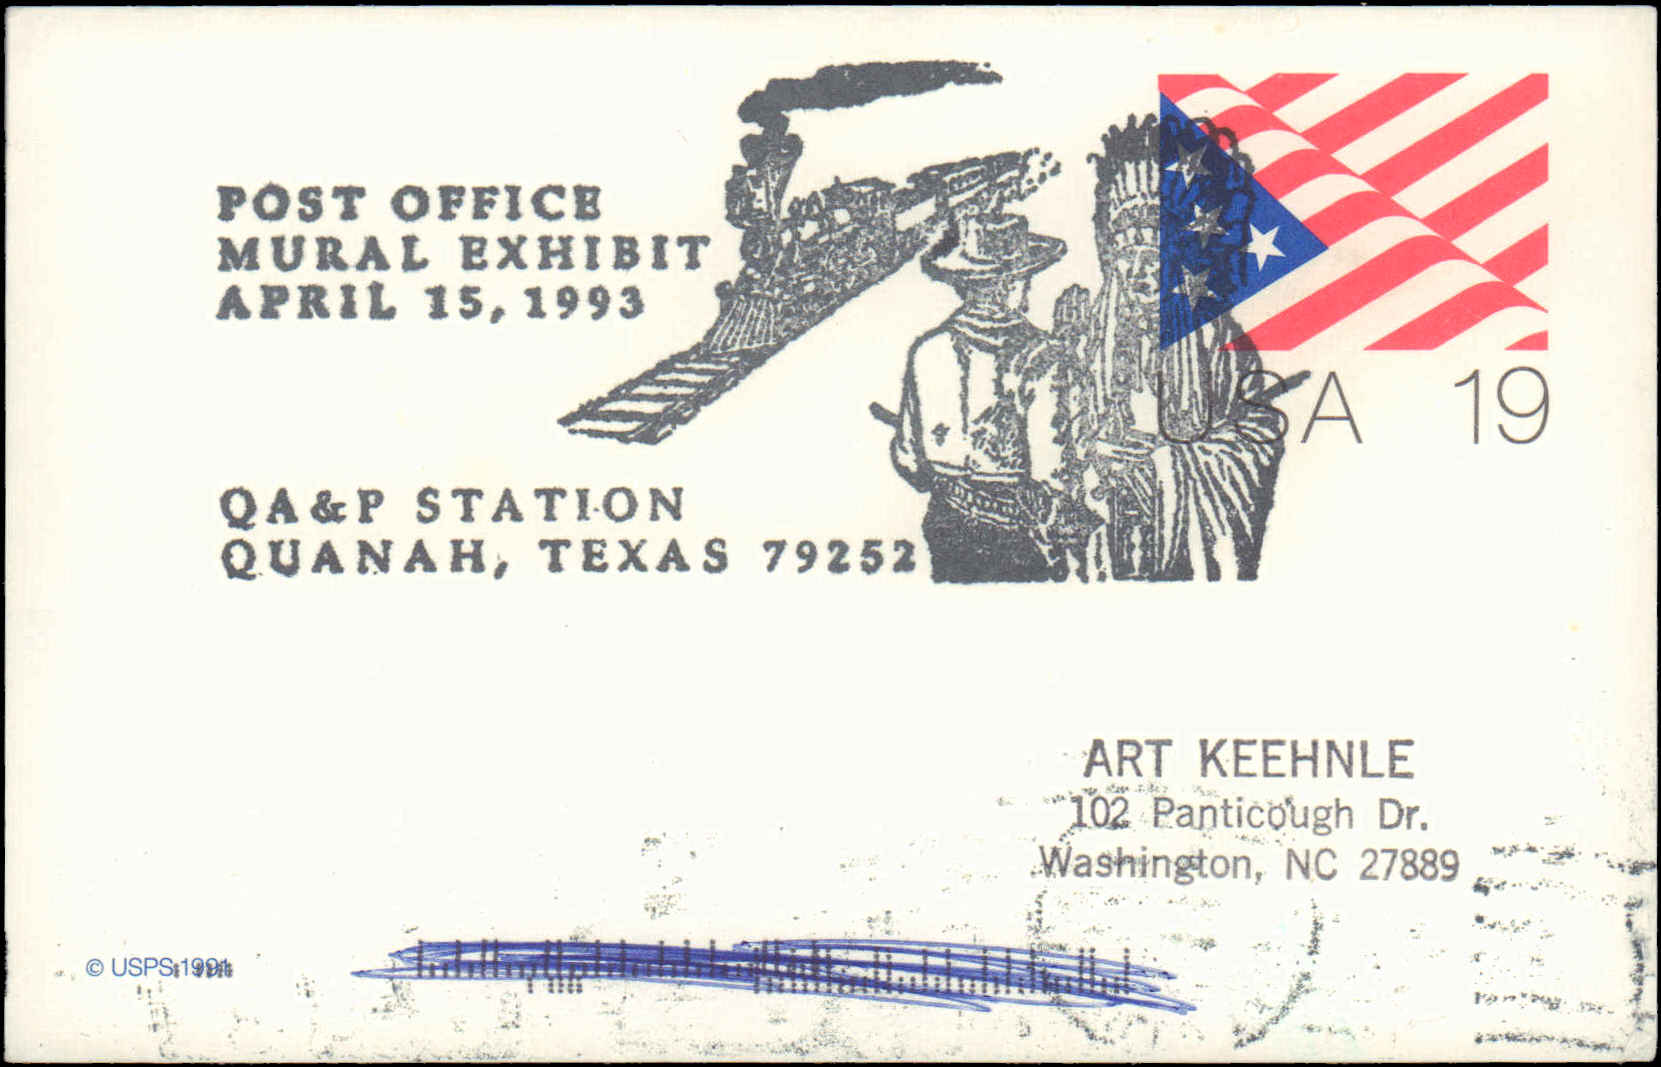 POST OFFICE
MURAL EXHIBIT
APRIL 15, 1993
USA 19
QA&P STATION
QUANAH, TEXAS 79252
ART KEEHNLE
102 Panticough Dr.
Washington, NC 27889
© USPS 1991